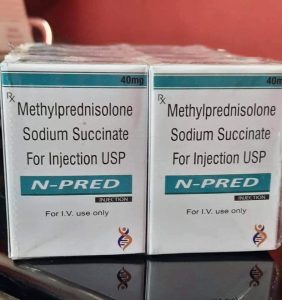 40mg
Rx
Methylprednisolone
Sodium Succinate
For Injection USP
N-PRED
INJECTION
For I.V. use only
40mg
Rx
Methylprednisolone
Sodium Succinate
For Injection USP
N-PRED
INJECTION
For I.V. use only